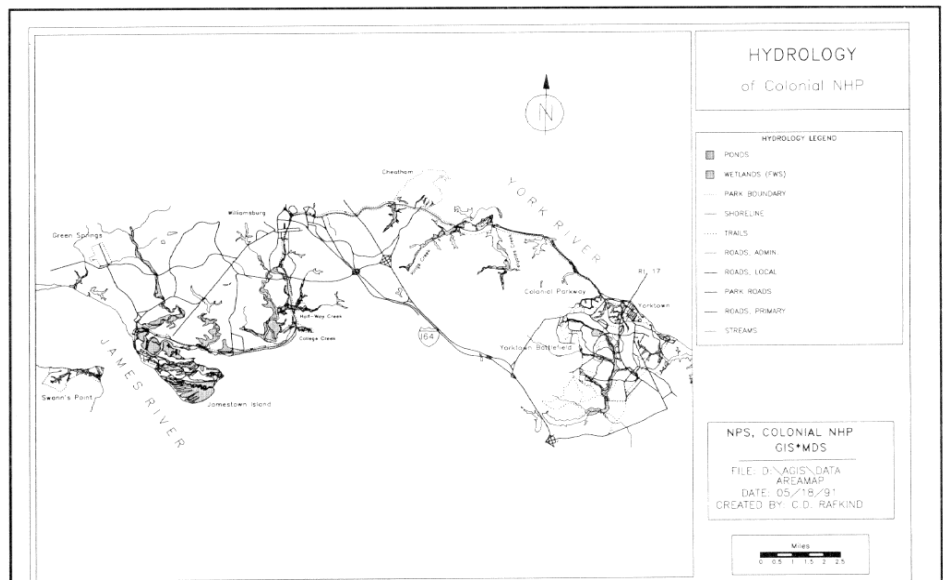 HYDROLOGY
of Colonial NHP
N
HYDROLOGY LEGEND
PONDS
WETLANDS (FWS)
PARK BOUNDARY
SHORELINE
TRAILS
ROADS, ADMIN
ROADS, LOCAL
PARK ROADS
ROADS, PRIMARY
STREAMS
Cheatham
YORK RIVER
Williamsburg
Green Springs
Rt. 17
Colonial Parkway
Yorktown
Half-Way Creek
College Creek
I64
Yorktown Battlefield
JAMES RIVER
Swann's Point
Jamestown Island
NPS, COLONIAL NHP
GIS*MDS
FILE: D:\AGIS\DATA
AREAMAP
DATE: 05/18/91
CREATED BY: C.D. RAFKIND
Miles
0 0.5 1 1.5 2 2.5